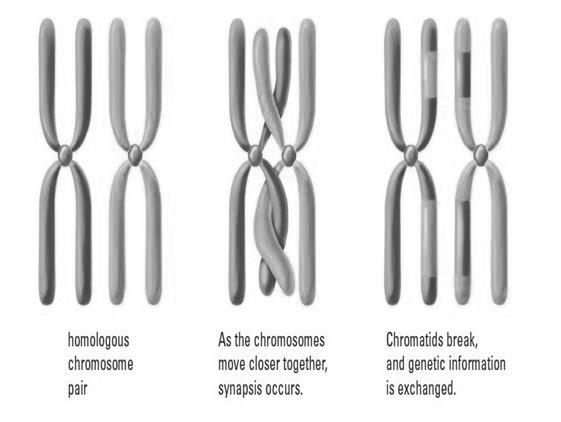 homologous
chromosome
pair
As the chromosomes
move closer together,
synapsis occurs.
Chromatids break,
and genetic information
is exchanged.